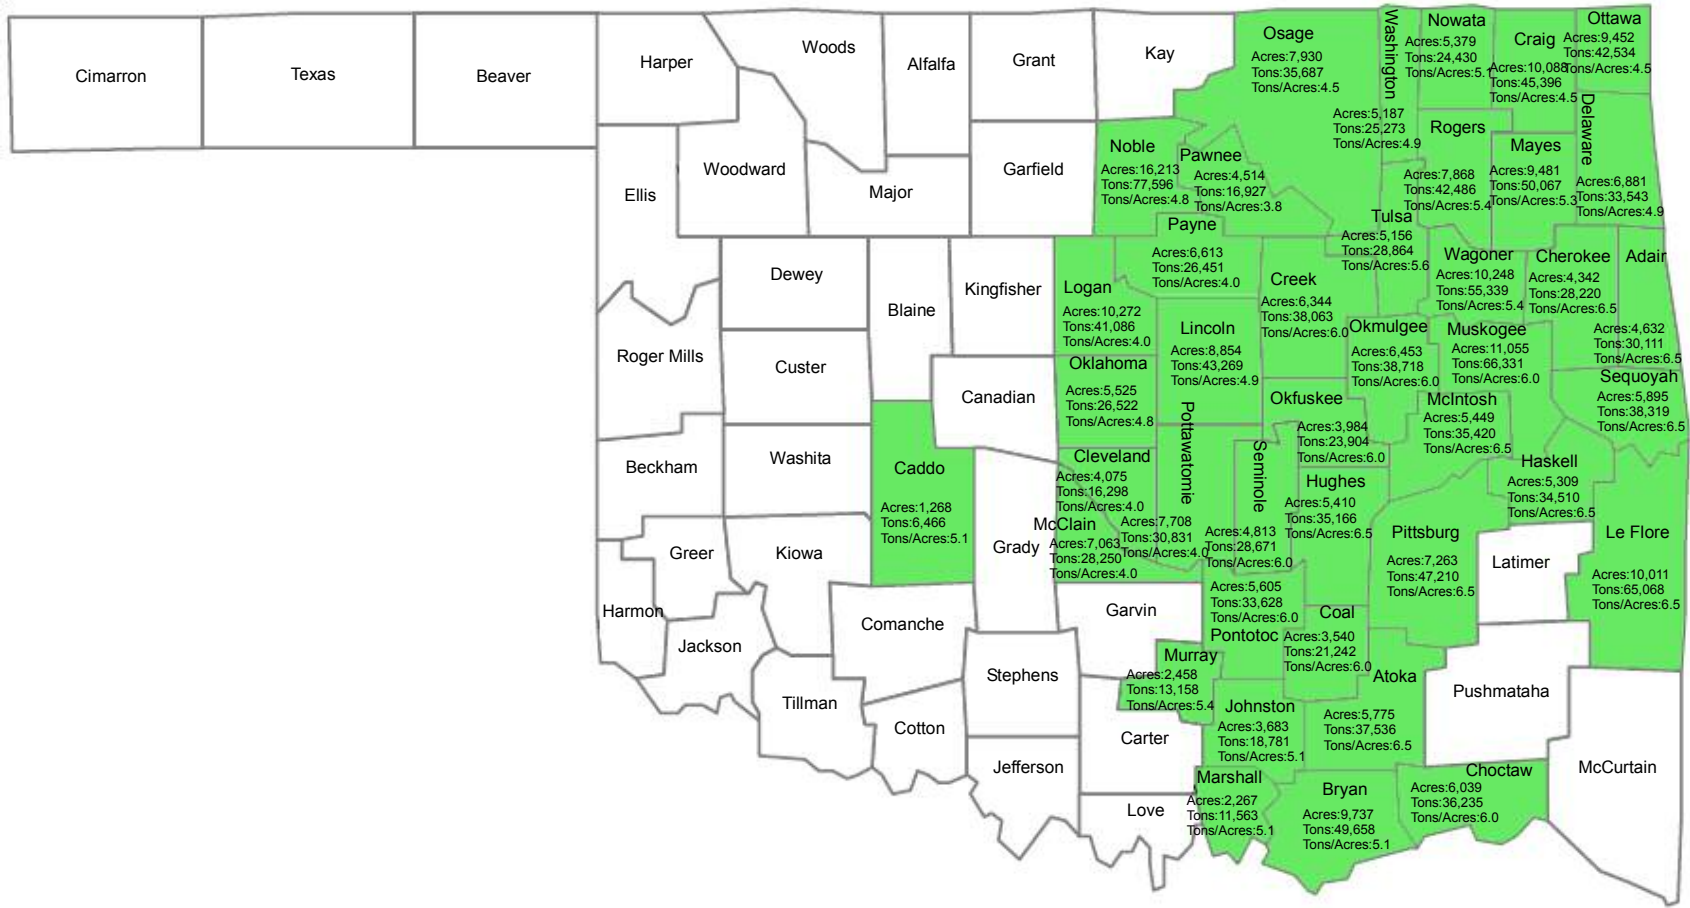 Cimarron
Texas
Beaver
Harper
Woods
Alfalfa
Grant
Kay
Osage
Acres:7,930
Tons:35,687
Tons/Acres:4.5
Washington
Acres:5,187
Tons:25,273
Tons/Acres:4.9
Nowata
Acres:5,379
Tons:24,430
Tons/Acres:5.1
Craig
Acres:10,088
Tons:45,396
Tons/Acres:4.5
Ottawa
Acres:9,452
Tons:42,534
Tons/Acres:4.5
Delaware
Acres:6,881
Tons:33,543
Tons/Acres:4.9
Ellis
Woodward
Major
Garfield
Noble
Acres:16,213
Tons:77,596
Tons/Acres:4.8
Pawnee
Acres:4,514
Tons:16,927
Tons/Acres:3.8
Rogers
Acres:7,868
Tons:42,486
Tons/Acres:5.4
Mayes
Acres:9,481
Tons:50,067
Tons/Acres:5.3
Payne
Acres:6,613
Tons:26,451
Tons/Acres:4.0
Tulsa
Acres:5,156
Tons:28,864
Tons/Acres:5.6
Dewey
Blaine
Kingfisher
Logan
Acres:10,272
Tons:41,086
Tons/Acres:4.0
Creek
Acres:6,344
Tons:38,063
Tons/Acres:6.0
Wagoner
Acres:10,248
Tons:55,339
Tons/Acres:5.4
Cherokee
Acres:4,342
Tons:28,220
Tons/Acres:6.5
Adair
Acres:4,632
Tons:30,111
Tons/Acres:6.5
Roger Mills
Custer
Canadian
Oklahoma
Acres:5,525
Tons:26,522
Tons/Acres:4.8
Lincoln
Acres:8,854
Tons:43,269
Tons/Acres:4.9
Okmulgee
Acres:6,453
Tons:38,718
Tons/Acres:6.0
Muskogee
Acres:11,055
Tons:66,331
Tons/Acres:6.0
Sequoyah
Acres:5,895
Tons:38,319
Tons/Acres:6.5
Okfuskee
Acres:3,984
Tons:23,904
Tons/Acres:6.0
McIntosh
Acres:5,449
Tons:35,420
Tons/Acres:6.5
Beckham
Washita
Caddo
Acres:1,268
Tons:6,466
Tons/Acres:5.1
Grady
Cleveland
Acres:4,075
Tons:16,298
Tons/Acres:4.0
McClain
Acres:7,063
Tons:28,250
Tons/Acres:4.0
Pottawatomie
Acres:7,708
Tons:30,831
Tons/Acres:4.0
Seminole
Acres:4,813
Tons:28,671
Tons/Acres:6.0
Hughes
Acres:5,410
Tons:35,166
Tons/Acres:6.5
Haskell
Acres:5,309
Tons:34,510
Tons/Acres:6.5
Pittsburg
Acres:7,263
Tons:47,210
Tons/Acres:6.5
Latimer
Le Flore
Acres:10,011
Tons:65,068
Tons/Acres:6.5
Greer
Kiowa
Harmon
Jackson
Comanche
Garvin
Acres:5,605
Tons:33,628
Tons/Acres:6.0
Pontotoc
Coal
Acres:3,540
Tons:21,242
Tons/Acres:6.0
Tillman
Cotton
Stephens
Murray
Acres:2,458
Tons:13,158
Tons/Acres:5.4
Atoka
Acres:5,775
Tons:37,536
Tons/Acres:6.5
Pushmataha
Carter
Johnston
Acres:3,683
Tons:18,781
Tons/Acres:5.1
Jefferson
Love
Marshall
Acres:2,267
Tons:11,563
Tons/Acres:5.1
Bryan
Acres:9,737
Tons:49,658
Tons/Acres:5.1
Choctaw
Acres:6,039
Tons:36,235
Tons/Acres:6.0
McCurtain